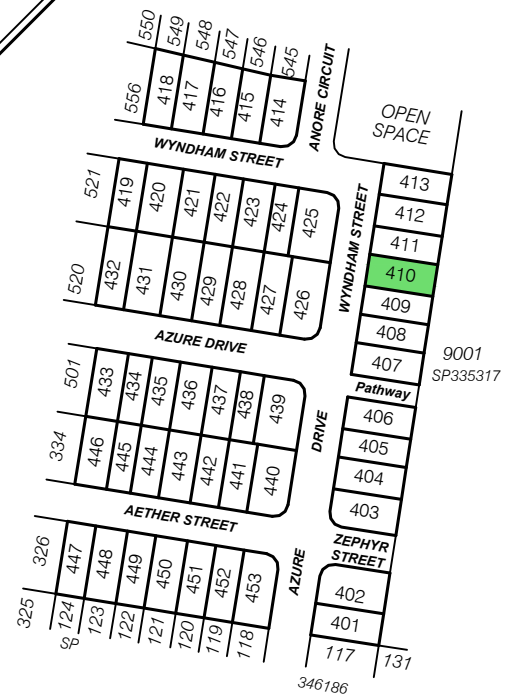 550 549 548 547 546 545
ANORE CIRCUIT
556 418 417 416 415 414
OPEN
SPACE
WYNDHAM STREET
521 419 420 421 422 423 424 425
WYNDHAM STREET
413
412
411
410
409
408
407
520 432 431 430 429 428 427 426
AZURE DRIVE
9001
SP335317
Pathway
501 433 434 435 436 437 438 439
DRIVE
406
405
404
403
334 446 445 444 443 442 441 440
AETHER STREET
ZEPHYR
STREET
326 447 448 449 450 451 452 453
AZURE
402
401
325 124 123 122 121 120 119 118
SP
117 131
346186